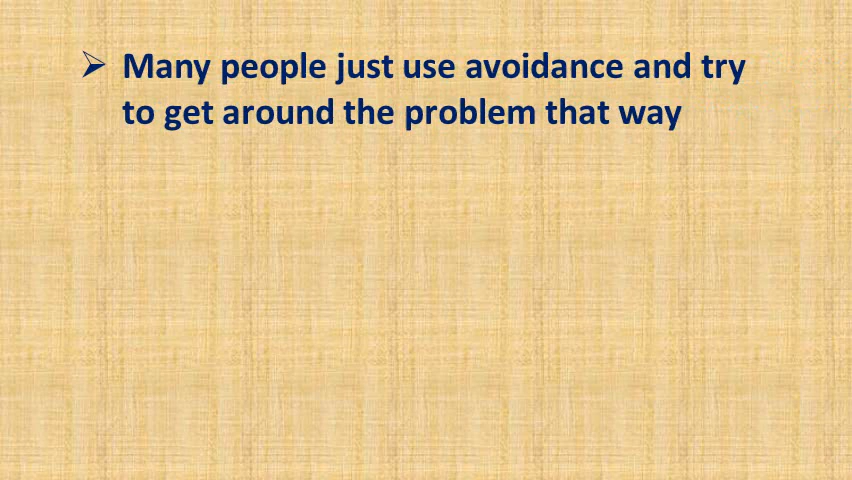 ➢ Many people just use avoidance and try
to get around the problem that way